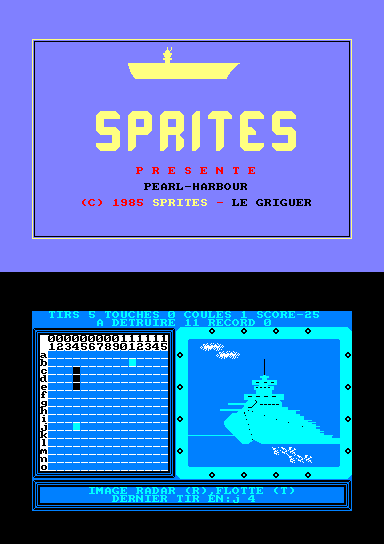 SPRITES
PRESENTE
PEARL-HARBOUR
(C) 1985 SPRITES - LE GRIGUER
TIRS 5 TOUCHES 0 COULES 1 SCORE-25
A DETRUIRE 11 RECORD 0
000000000111111
123456789012345
a
b
c
d
e
f
g
h
i
j
k
l
m
n
o
IMAGE RADAR (R),FLOTTE (T)
DERNIER TIR EN:j 4